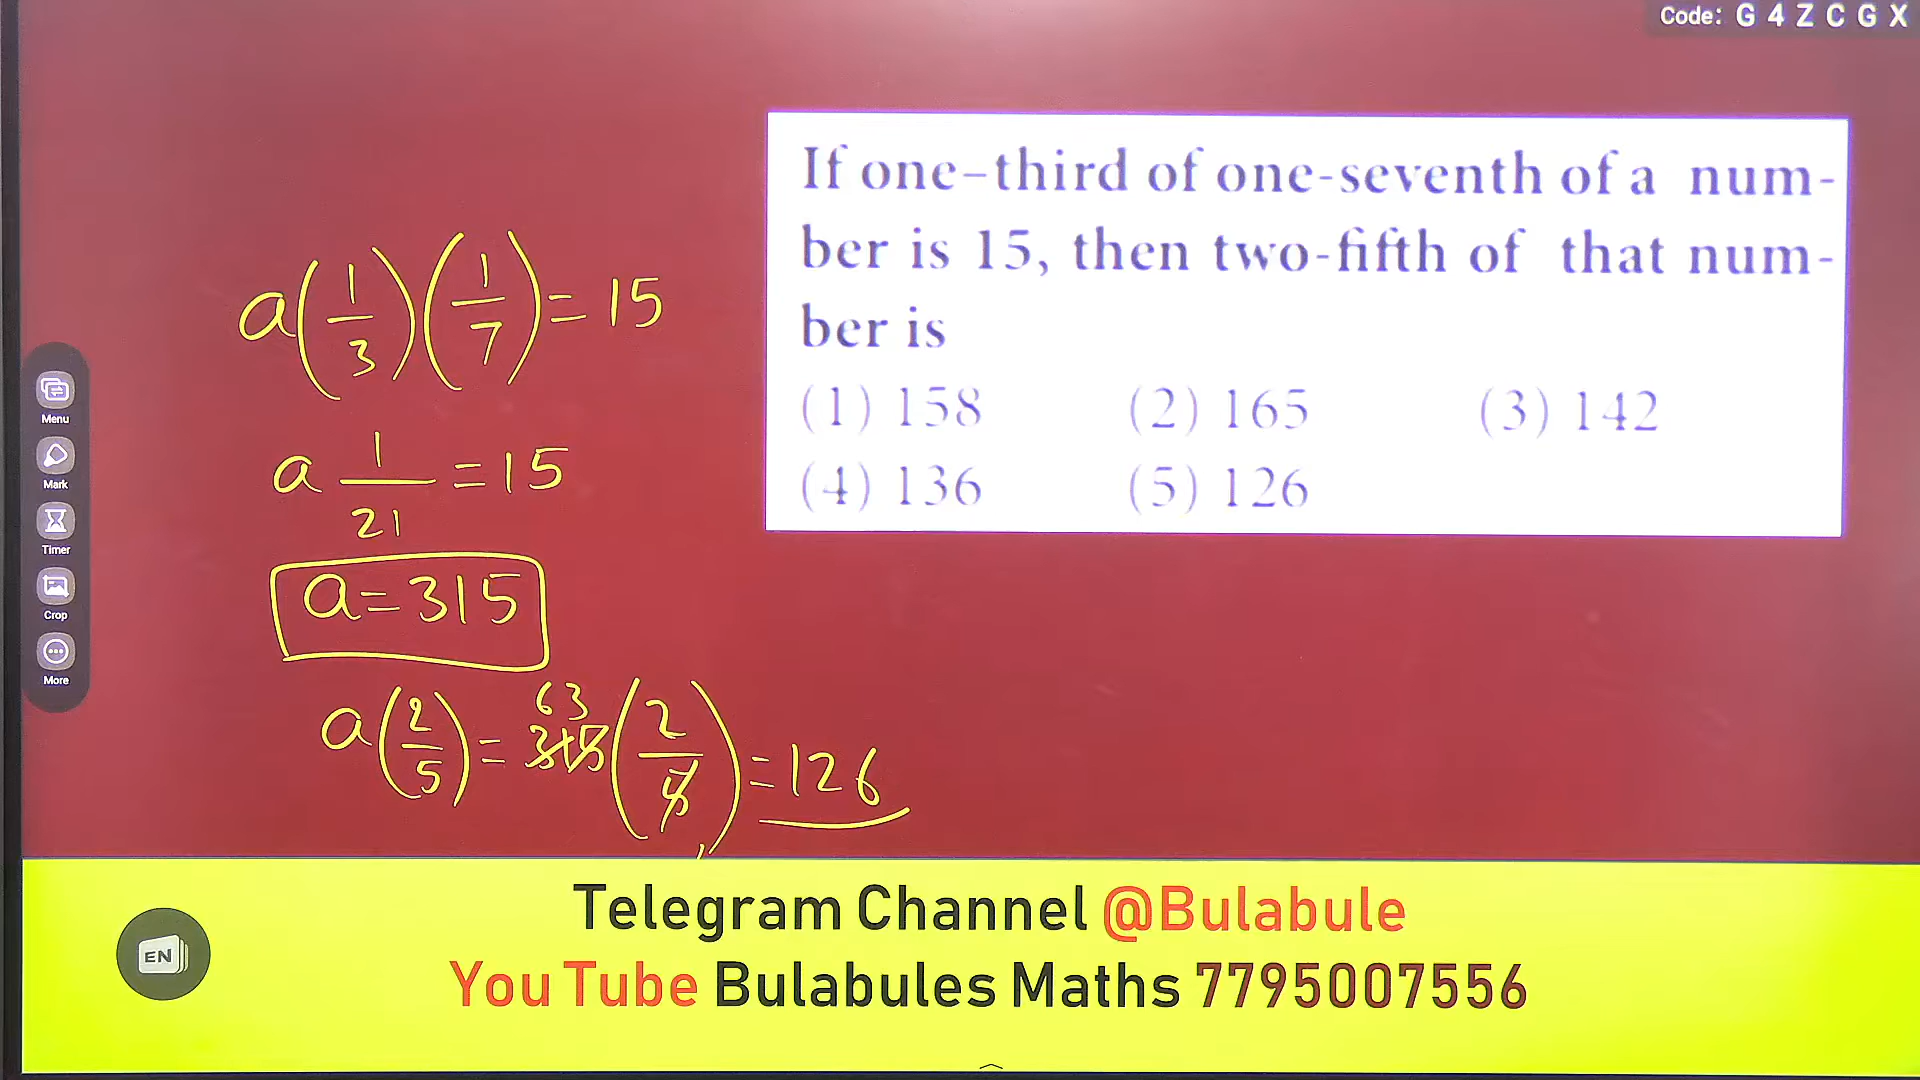 Code: G 4 Z C G X
If one-third of one-seventh of a num-
ber is 15, then two-fifth of that num-
ber is
(1) 158 (2) 165 (3) 142
(4) 136 (5) 126
a(1/3)(1/7) = 15
a 1/21 = 15
a = 315
63
a(2/5) = 315(2/5) = 126
1
Menu
Mark
Timer
Crop
More
EN
Telegram Channel @Bulabule
You Tube Bulabules Maths 7795007556